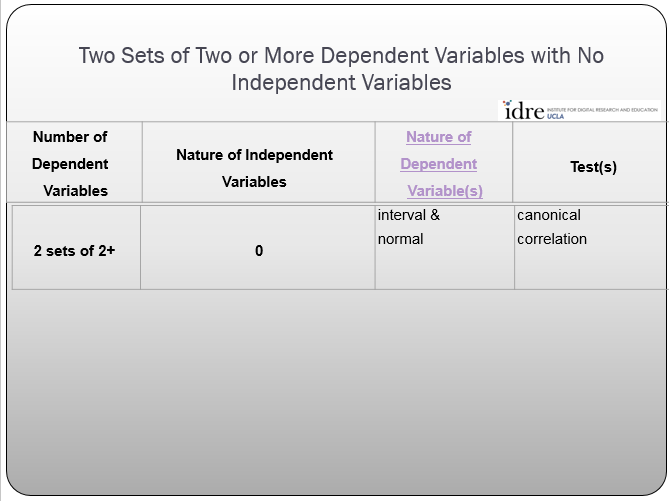 Two Sets of Two or More Dependent Variables with No
Independent Variables
idre INSTITUTE FOR DIGITAL RESEARCH AND EDUCATION
UCLA
Number of
Dependent
Variables
Nature of Independent
Variables
Nature of
Dependent
Variable(s)
Test(s)
2 sets of 2+
0
interval &
normal
canonical
correlation